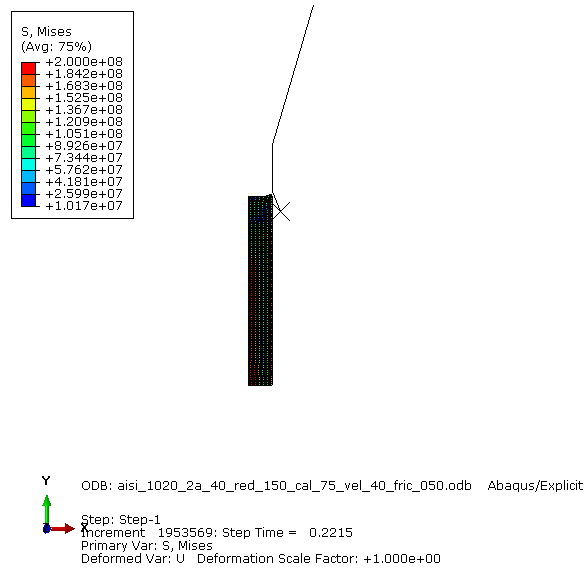 S, Mises
(Avg: 75%)
+2.000e+08
+1.842e+08
+1.683e+08
+1.525e+08
+1.367e+08
+1.209e+08
+1.051e+08
+8.926e+07
+7.344e+07
+5.762e+07
+4.181e+07
+2.599e+07
+1.017e+07
Y
X
ODB: aisi_1020_2a_40_red_150_cal_75_vel_40_fric_050.odb    Abaqus/Explicit
Step: Step-1
Increment   1953569: Step Time =   0.2215
Primary Var: S, Mises
Deformed Var: U   Deformation Scale Factor: +1.000e+00